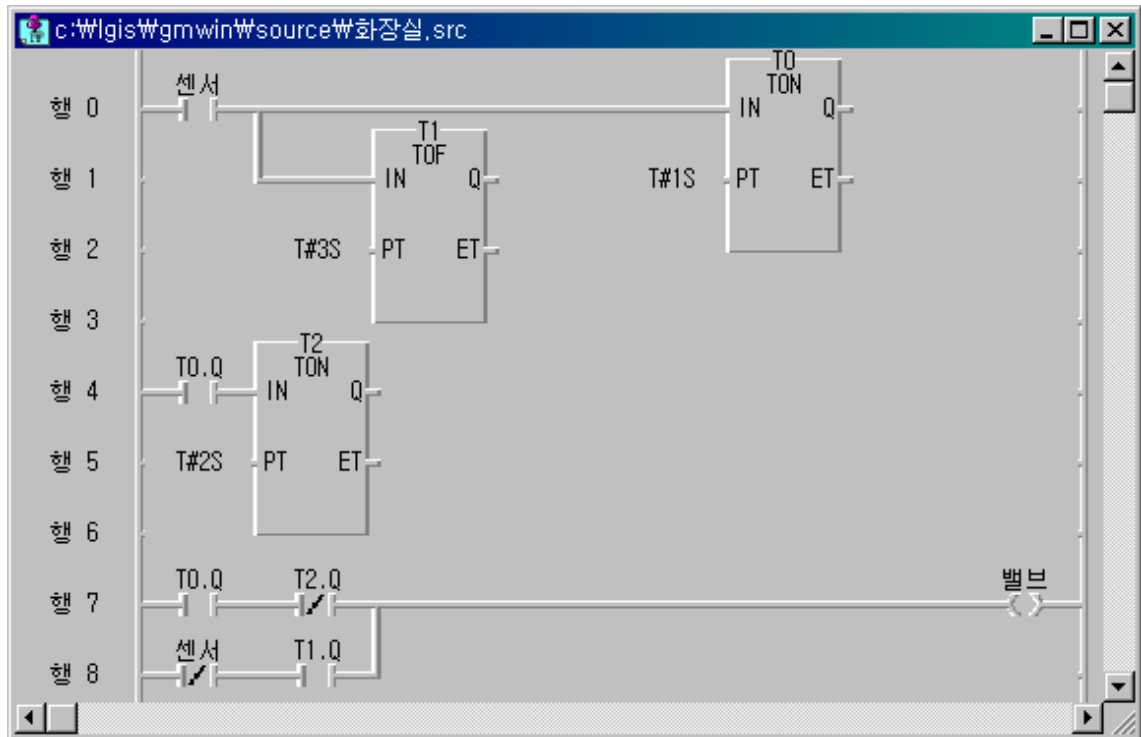 c:₩lgis₩gmwin₩source₩화장실.src
센서 T0
행 0 TON
IN Q
T1
TOF
행 1 IN Q T#1S PT ET
행 2 T#3S PT ET
행 3
T2
T0.Q TON
행 4 IN Q
행 5 T#2S PT ET
행 6
T0.Q T2.Q 밸브
행 7
센서 T1.Q
행 8